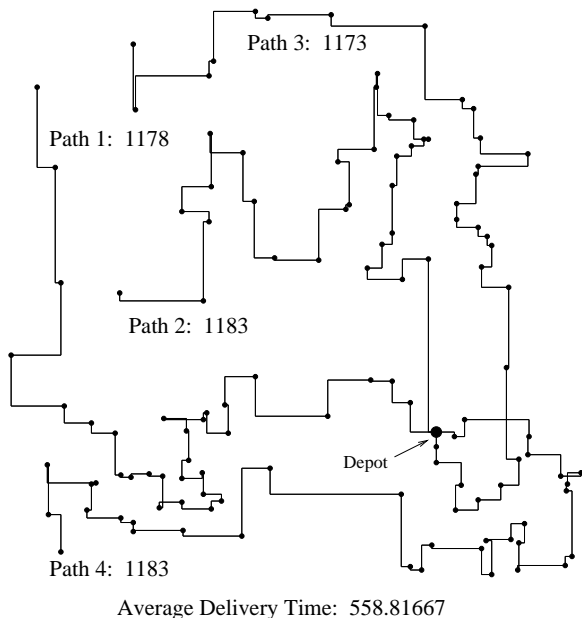 Path 3:  1173
Path 1:  1178
Path 2:  1183
Depot
Path 4:  1183
Average Delivery Time:  558.81667